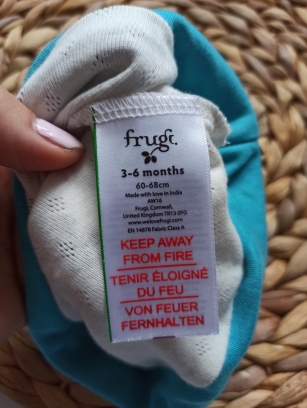 frugi.
3-6 months
60-68cm
Made with love in India
AW16
Frugi, Cornwall,
United Kingdom TR13 0FG
www.welovefrugi.com
EN 14878 Fabric Class A
KEEP AWAY
FROM FIRE
TENIR ÉLOIGNÉ
DU FEU
VON FEUER
FERNHALTEN